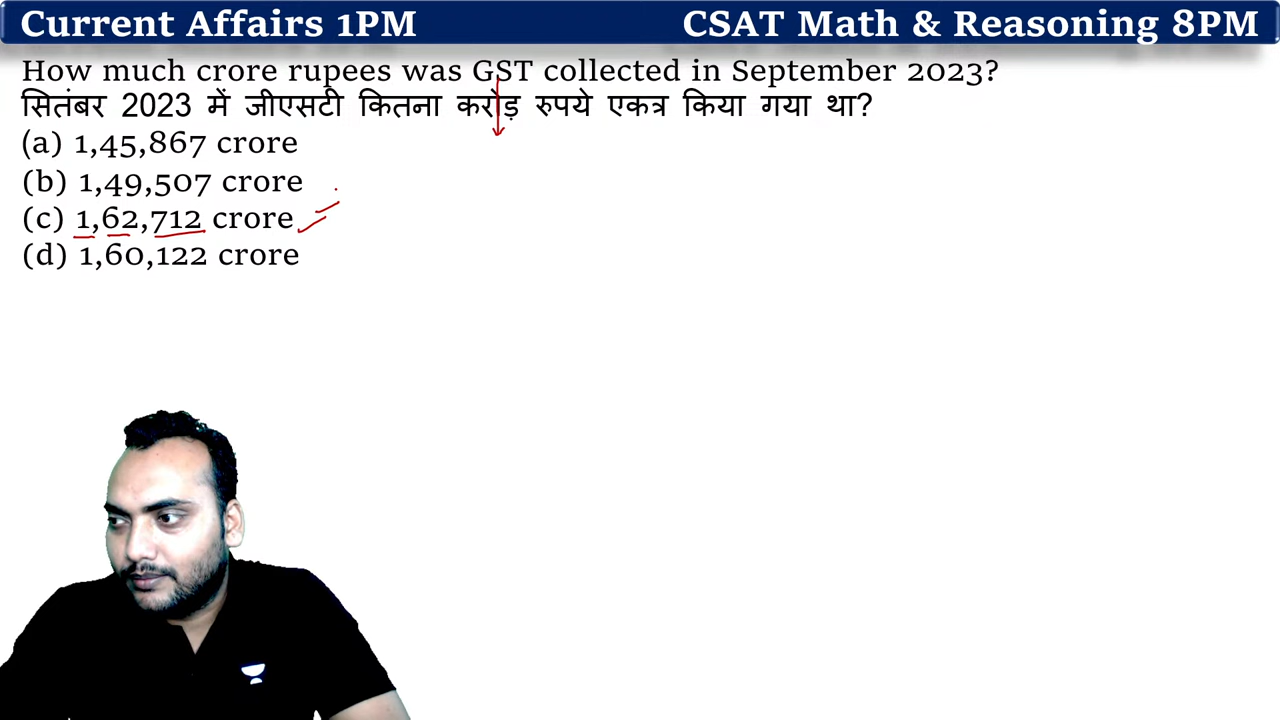 Current Affairs 1PM CSAT Math & Reasoning 8PM
How much crore rupees was GST collected in September 2023?
सितंबर 2023 में जीएसटी कितना करोड़ रुपये एकत्र किया गया था?
(a) 1,45,867 crore
(b) 1,49,507 crore
(c) 1,62,712 crore
(d) 1,60,122 crore